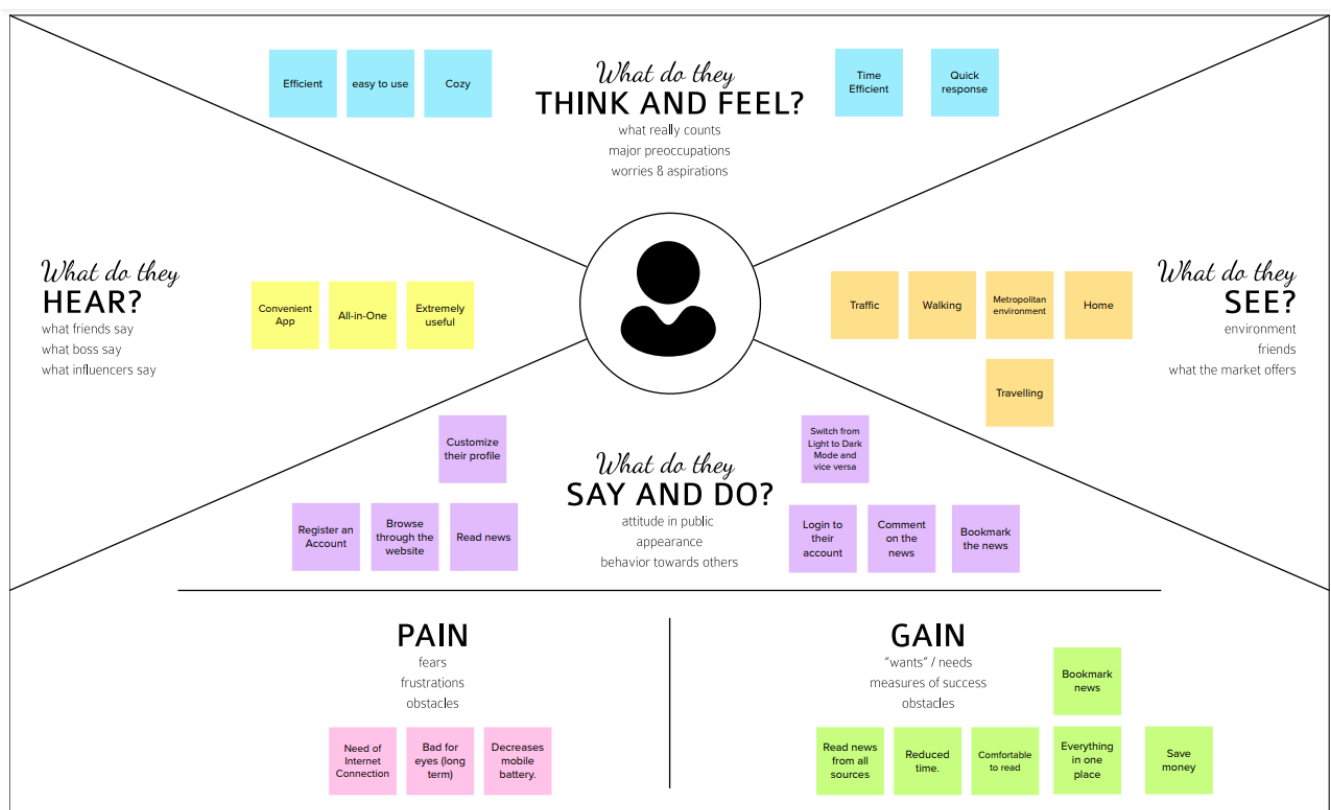 Efficient
easy to use
Cozy
What do they
THINK AND FEEL?
what really counts
major preoccupations
worries & aspirations
Time
Efficient
Quick
response
What do they
HEAR?
what friends say
what boss say
what influencers say
Convenient
App
All-in-One
Extremely
useful
Traffic
Walking
Metropolitan
environment
Home
Travelling
What do they
SEE?
environment
friends
what the market offers
Customize
their profile
Register an
Account
Browse
through the
website
Read news
What do they
SAY AND DO?
attitude in public
appearance
behavior towards others
Switch from
Light to Dark
Mode and
vice versa
Login to
their
account
Comment
on the
news
Bookmark
the news
PAIN
fears
frustrations
obstacles
Need of
Internet
Connection
Bad for
eyes (long
term)
Decreases
mobile
battery.
GAIN
"wants" / needs
measures of success
obstacles
Bookmark
news
Read news
from all
sources
Reduced
time.
Comfortable
to read
Everything
in one
place
Save
money